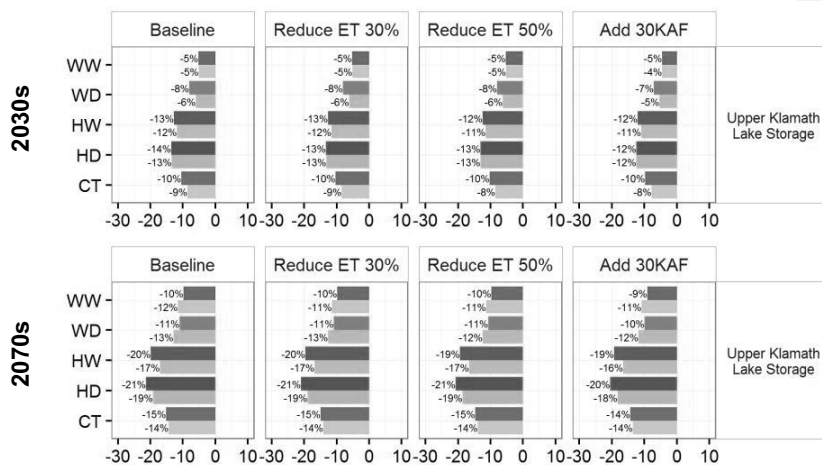 Baseline Reduce ET 30% Reduce ET 50% Add 30KAF
2030s
WW -5% -5% -5% -5%
-5% -5% -5% -4%
WD -8% -8% -8% -7%
-6% -6% -6% -5%
HW -13% -13% -12% -12%
-12% -12% -11% -11%
HD -14% -13% -13% -12%
-13% -13% -13% -12%
CT -10% -10% -10% -10%
-9% -9% -8% -8%
Upper Klamath
Lake Storage
-30 -20 -10 0 10 -30 -20 -10 0 10 -30 -20 -10 0 10 -30 -20 -10 0 10
Baseline Reduce ET 30% Reduce ET 50% Add 30KAF
2070s
WW -10% -10% -10% -9%
-12% -11% -11% -11%
WD -11% -11% -11% -10%
-13% -13% -12% -12%
HW -20% -20% -19% -19%
-17% -17% -17% -16%
HD -21% -21% -21% -20%
-19% -19% -19% -18%
CT -15% -15% -15% -14%
-14% -14% -14% -14%
Upper Klamath
Lake Storage
-30 -20 -10 0 10 -30 -20 -10 0 10 -30 -20 -10 0 10 -30 -20 -10 0 10